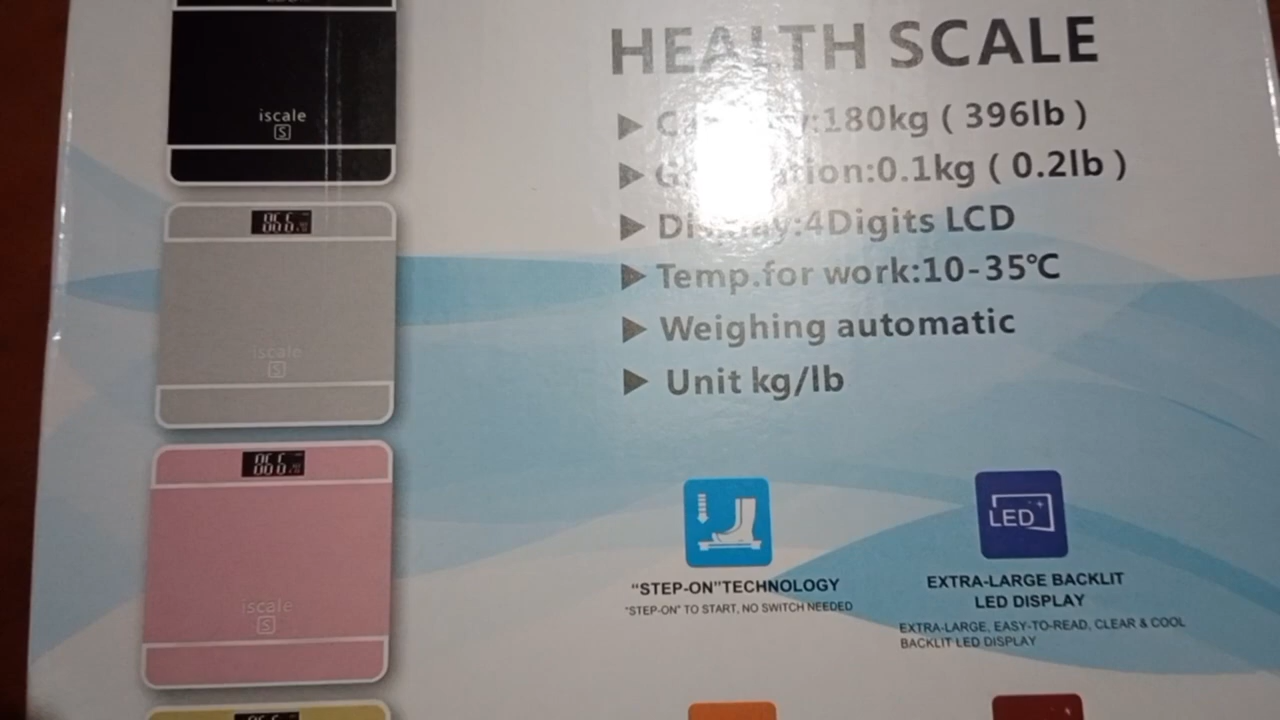 HEALTH SCALE
▶ :180kg ( 396lb )
▶ :0.1kg ( 0.2lb )
▶ Display:4Digits LCD
▶ Temp.for work:10-35℃
▶ Weighing automatic
▶ Unit kg/lb
iscale
S
iscale
S
iscale
S
LED
"STEP-ON"TECHNOLOGY
"STEP-ON" TO START, NO SWITCH NEEDED
EXTRA-LARGE BACKLIT
LED DISPLAY
EXTRA-LARGE, EASY-TO-READ, CLEAR & COOL
BACKLIT LED DISPLAY